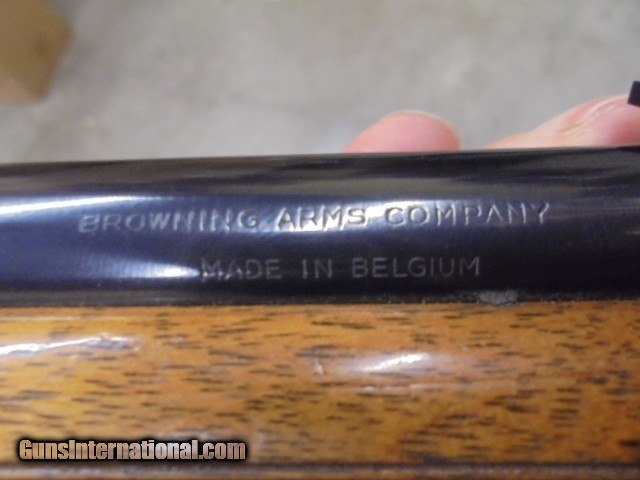 BROWNING ARMS COMPANY
MADE IN BELGIUM
GunsInternational.com